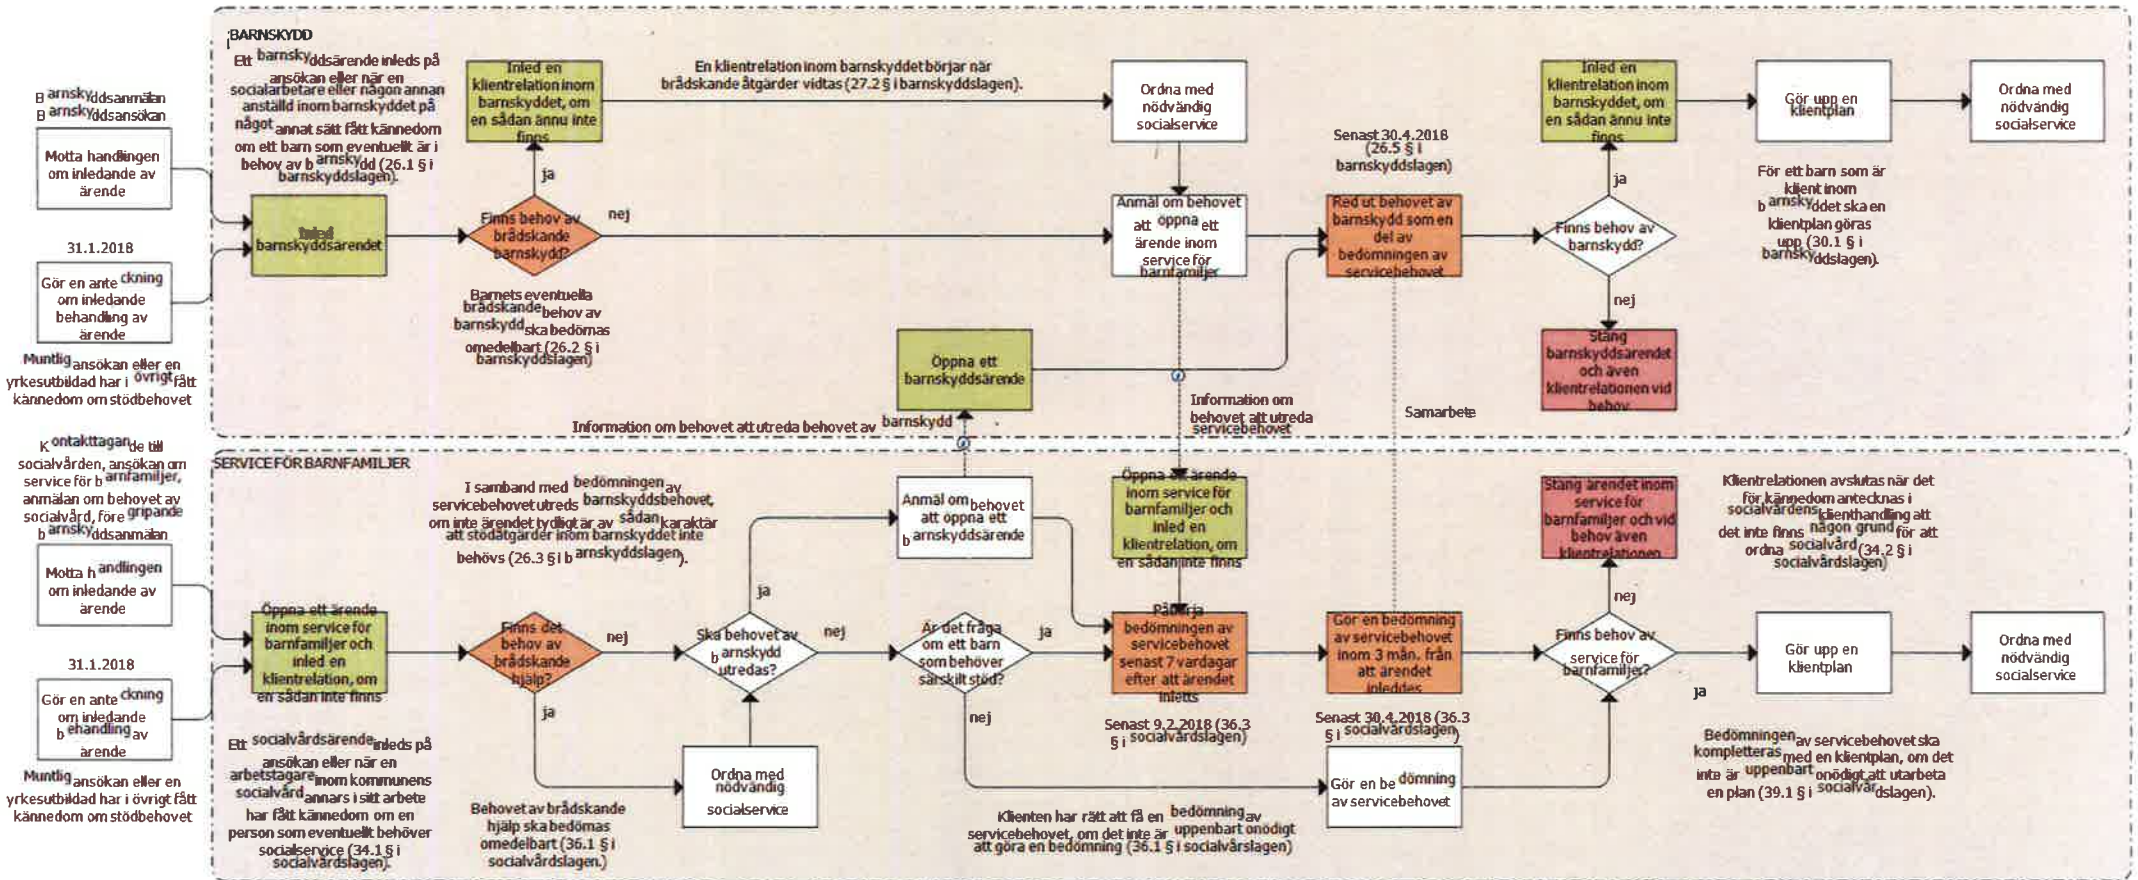 BARNSKYDD
Ett barnskyddsärende inleds på
ansökan eller när en
socialarbetare eller någon annan
anställd inom barnskyddet på
något annat sätt fått kännedom
om ett barn som eventuellt är i
behov av barnskydd (26.1 § i
barnskyddslagen).
Barnskyddsanmälan
Barnskyddsansökan
Motta handlingen
om inledande av
ärende
31.1.2018
Gör en anteckning
om inledande
behandling av
ärende
Muntlig ansökan eller en
yrkesutbildad har i övrigt fått
kännedom om stödbehovet
Inled
barnskyddsärendet
Inled en
klientrelation inom
barnskyddet, om
en sådan inte
finns
ja
Finns behov av
brådskande
barnskydd?
nej
Barnets eventuella
brådskande behov av
barnskydd ska bedömas
omedelbart (26.2 § i
barnskyddslagen)
En klientrelation inom barnskyddet börjar när
brådskande åtgärder vidtas (27.2 § i barnskyddslagen).
Ordna med
nödvändig
socialservice
Anmäl om behovet
att öppna ett
ärende inom
service för
barnfamiljer
Öppna ett
barnskyddsärende
Information om behovet att utreda behovet av barnskydd
Information om
behovet att utreda
servicebehovet
Senast 30.4.2018
(26.5 § i
barnskyddslagen)
Red ut behovet av
barnskydd som en
del av
bedömningen av
servicebehovet
Samarbete
Inled en
klientrelation inom
barnskyddet, om
en sådan ännu inte
finns
ja
Finns behov av
barnskydd?
nej
Stäng
barnskyddsärendet
och även
klientrelationen vid
behov
Gör upp en
klientplan
Ordna med
nödvändig
socialservice
För ett barn som är
klient inom
barnskyddet ska en
klientplan göras
upp (30.1 § i
barnskyddslagen).
SERVICE FÖR BARNFAMILJER
Kontakttagande till
socialvården, ansökan om
service för barnfamiljer,
anmälan om behovet av
socialvård, föregripande
barnskyddsanmälan
Motta handlingen
om inledande av
ärende
31.1.2018
Gör en anteckning
om inledande
behandling av
ärende
Muntlig ansökan eller en
yrkesutbildad har i övrigt fått
kännedom om stödbehovet
Öppna ett ärende
inom service för
barnfamiljer och
inled en
klientrelation, om
en sådan inte finns
Ett socialvårdsärende inleds på
ansökan eller när en
arbetstagare inom kommunens
socialvård annars i sitt arbete
har fått kännedom om en
person som eventuellt behöver
socialservice (34.1 § i
socialvårdslagen).
I samband med bedömningen av
servicebehovet utreds barnskyddsbehovet,
om inte ärendet tydligt är av sådan karaktär
att stödåtgärder inom barnskyddet inte
behövs (26.3 § i barnskyddslagen).
Finns det
behov av
brådskande
hjälp?
nej
ja
Behovet av brådskande
hjälp ska bedömas
omedelbart (36.1 § i
socialvårdslagen.)
Ordna med
nödvändig
socialservice
Ska behovet av
barnskydd
utredas?
ja
nej
Anmäl om behovet
att öppna ett
barnskyddsärende
Är det fråga
om ett barn
som behöver
särskilt stöd?
ja
nej
Öppna ett ärende
inom service för
barnfamiljer och
inled en
klientrelation, om
en sådan inte finns
Påbörja
bedömningen av
servicebehovet
senast 7 vardagar
efter att ärendet
inletts
Senast 9.2.2018 (36.3
§ i socialvårdslagen)
Gör en bedömning
av servicebehovet
inom 3 mån. från
att ärendet
inleddes
Senast 30.4.2018 (36.3
§ i socialvårdslagen)
Gör en bedömning
av servicebehovet
Klienten har rätt att få en bedömning av
servicebehovet, om det inte är uppenbart onödigt
att göra en bedömning (36.1 § i socialvårslagen)
Stäng ärendet inom
service för
barnfamiljer och vid
behov även
klientrelationen
nej
Finns behov av
service för
barnfamiljer?
ja
Klientrelationen avslutas när det
för kännedom antecknas i
socialvårdens klienthandling att
det inte finns någon grund för att
ordna socialvård (34.2 § i
socialvårdslagen)
Gör upp en
klientplan
Ordna med
nödvändig
socialservice
Bedömningen av servicebehovet ska
kompletteras med en klientplan, om det
inte är uppenbart onödigt att utarbeta
en plan (39.1 § i socialvårdslagen).